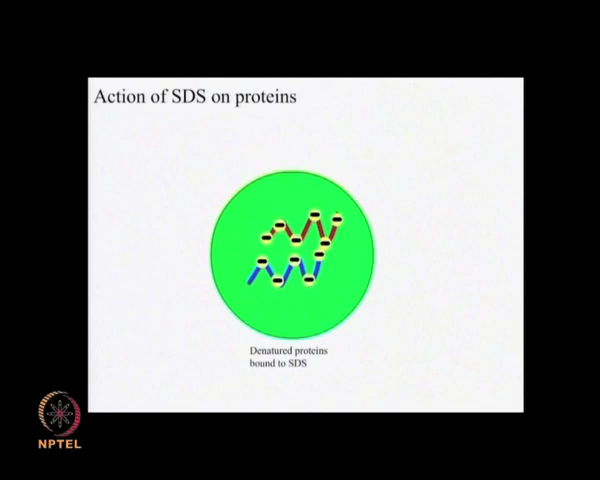 Action of SDS on proteins
Denatured proteins
bound to SDS
NPTEL